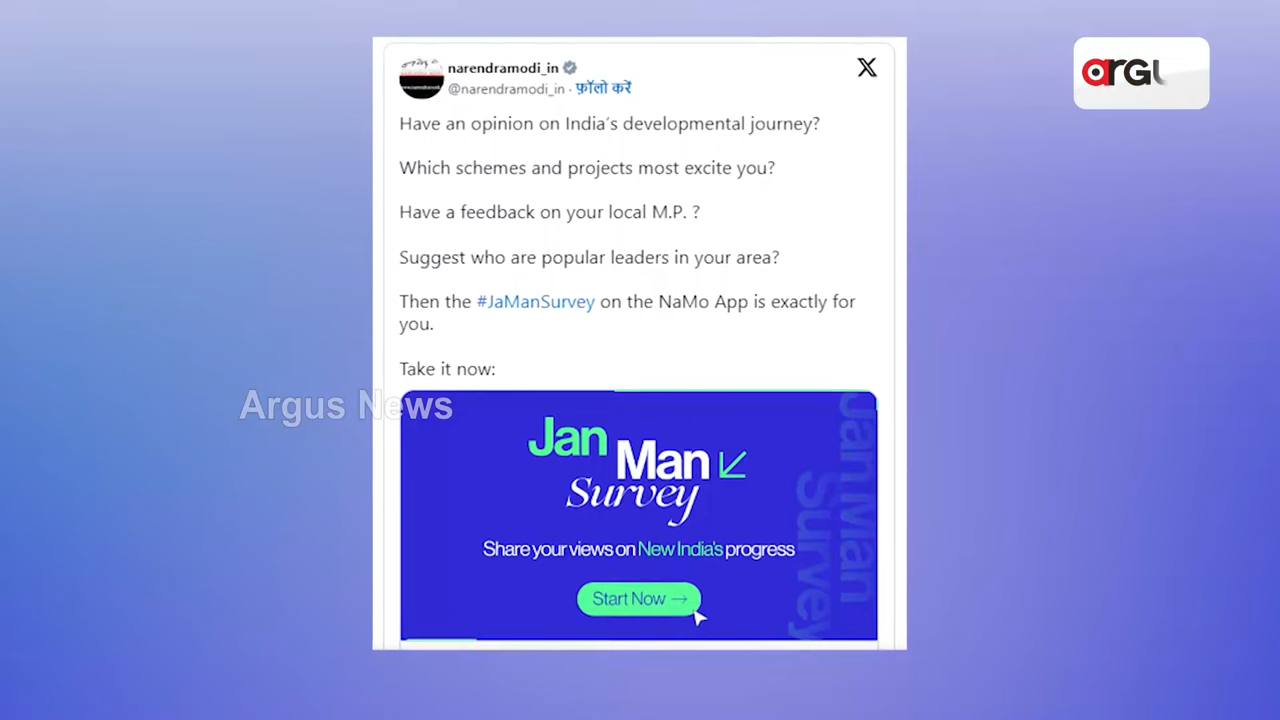 arGU
narendramodi_in
@narendramodi_in · फ़ॉलो करें
Have an opinion on India's developmental journey?
Which schemes and projects most excite you?
Have a feedback on your local M.P. ?
Suggest who are popular leaders in your area?
Then the #JaManSurvey on the NaMo App is exactly for
you.
Take it now:
Argus News
Jan
Man
Survey
Share your views on New India's progress
Start Now →
Jan Man
Survey